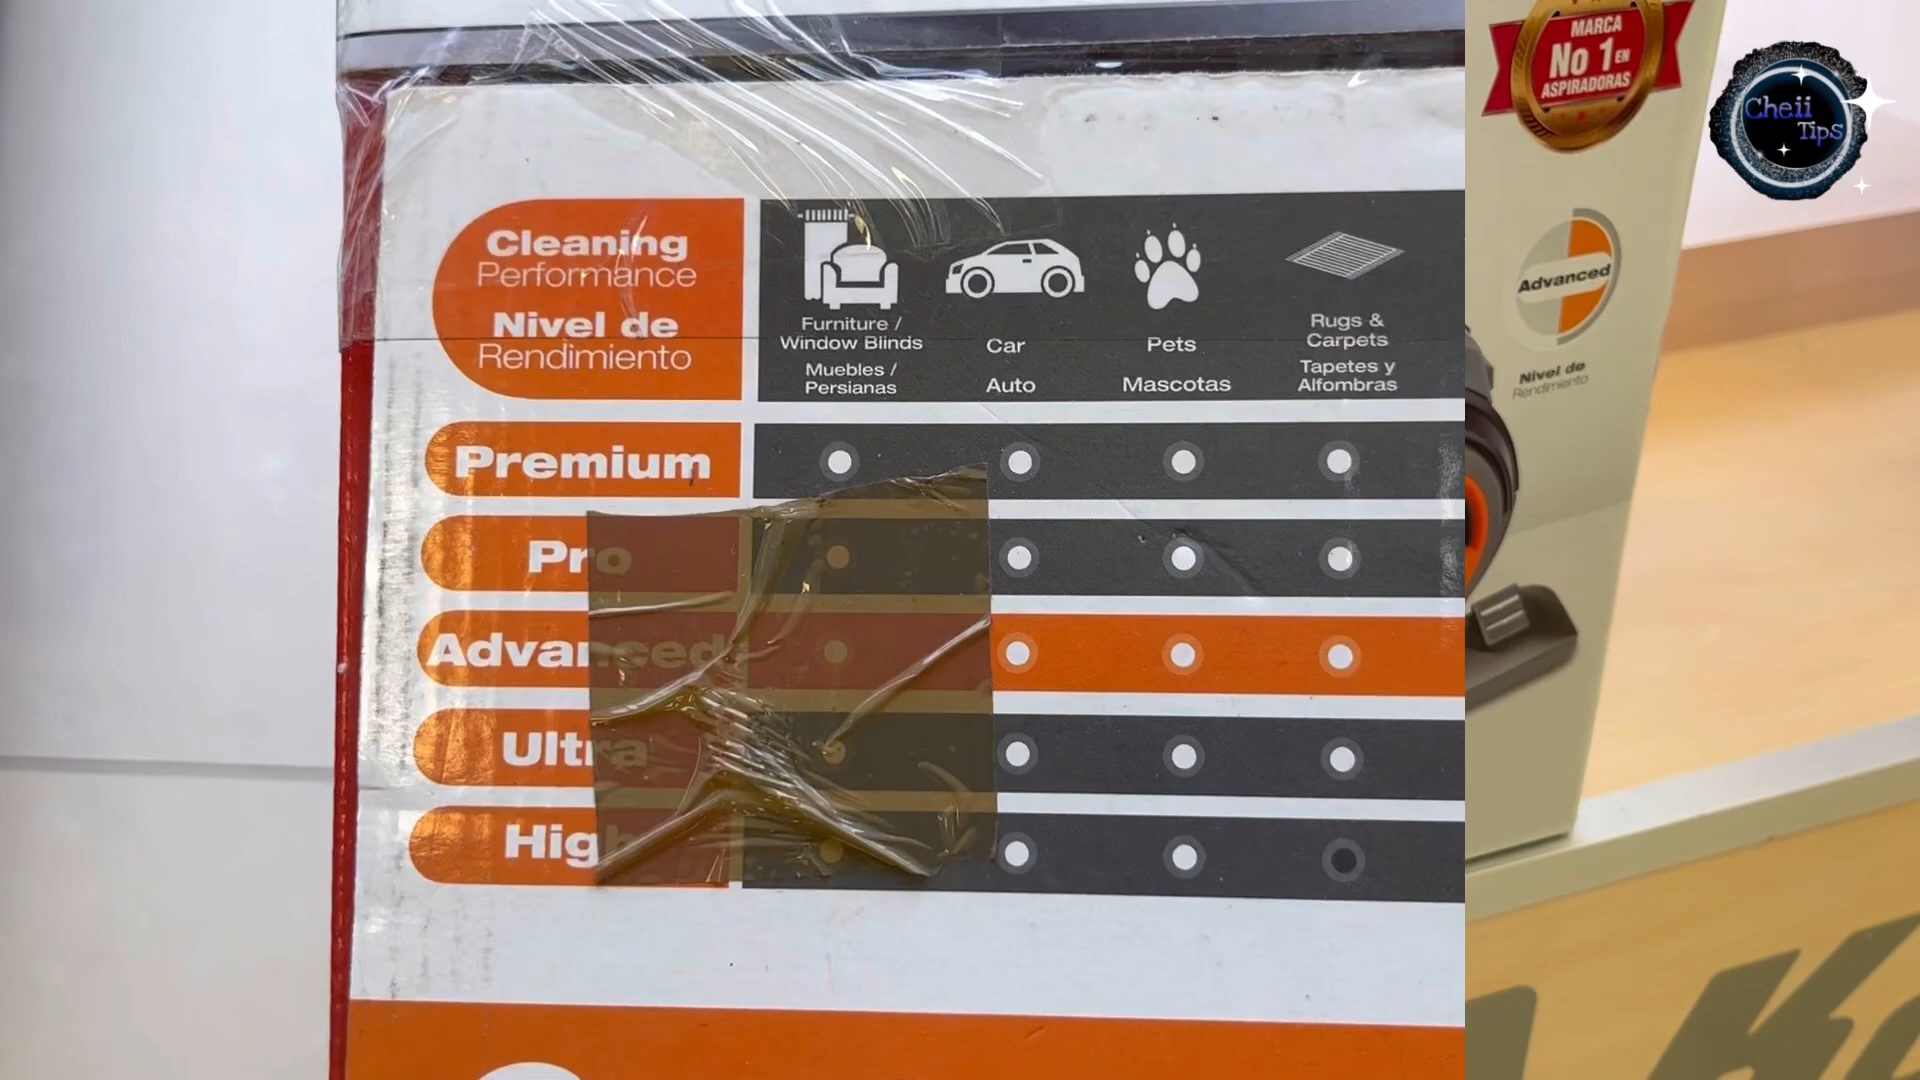 Cleaning
Performance
Nivel de
Rendimiento
Furniture /
Window Blinds
Muebles /
Persianas
Car
Auto
Pets
Mascotas
Rugs &
Carpets
Tapetes y
Alfombras
Premium
Pro
Advanced
Ultra
High
MARCA
No 1 EN
ASPIRADORAS
Advanced
Nivel de
Rendimiento
Cheii
Tips